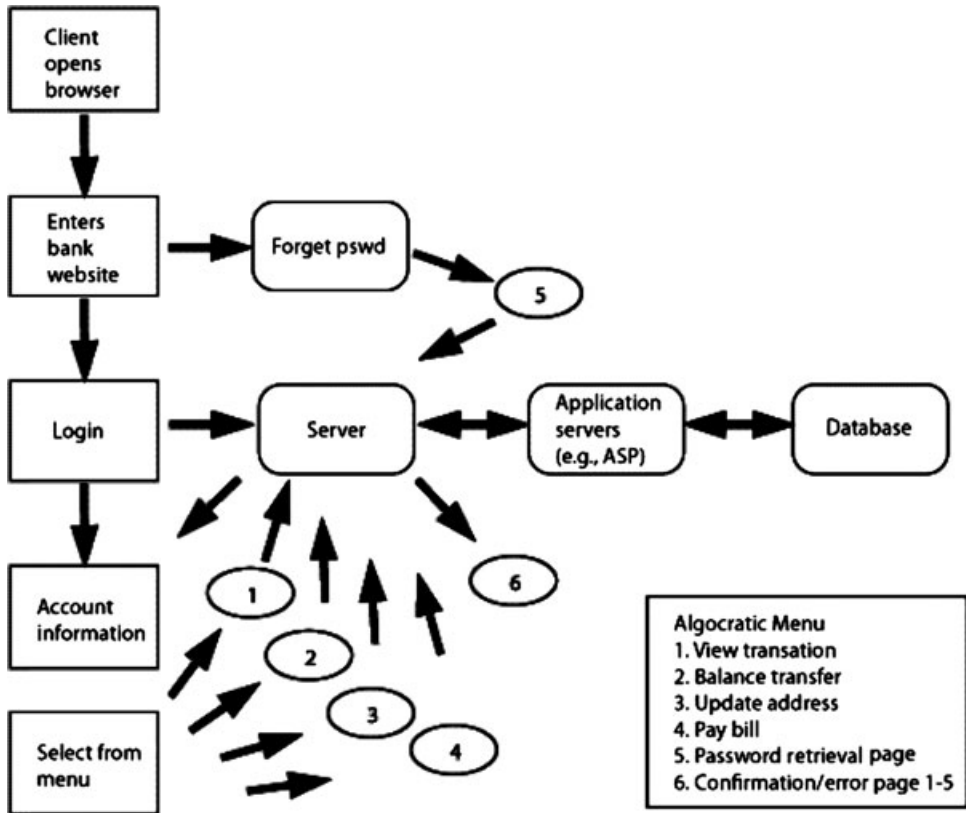 Client
opens
browser
Enters
bank
website
Forget pswd
5
Login
Server
Application
servers
(e.g., ASP)
Database
Account
information
1
2
3
4
6
Select from
menu
Algocratic Menu
1. View transation
2. Balance transfer
3. Update address
4. Pay bill
5. Password retrieval page
6. Confirmation/error page 1-5